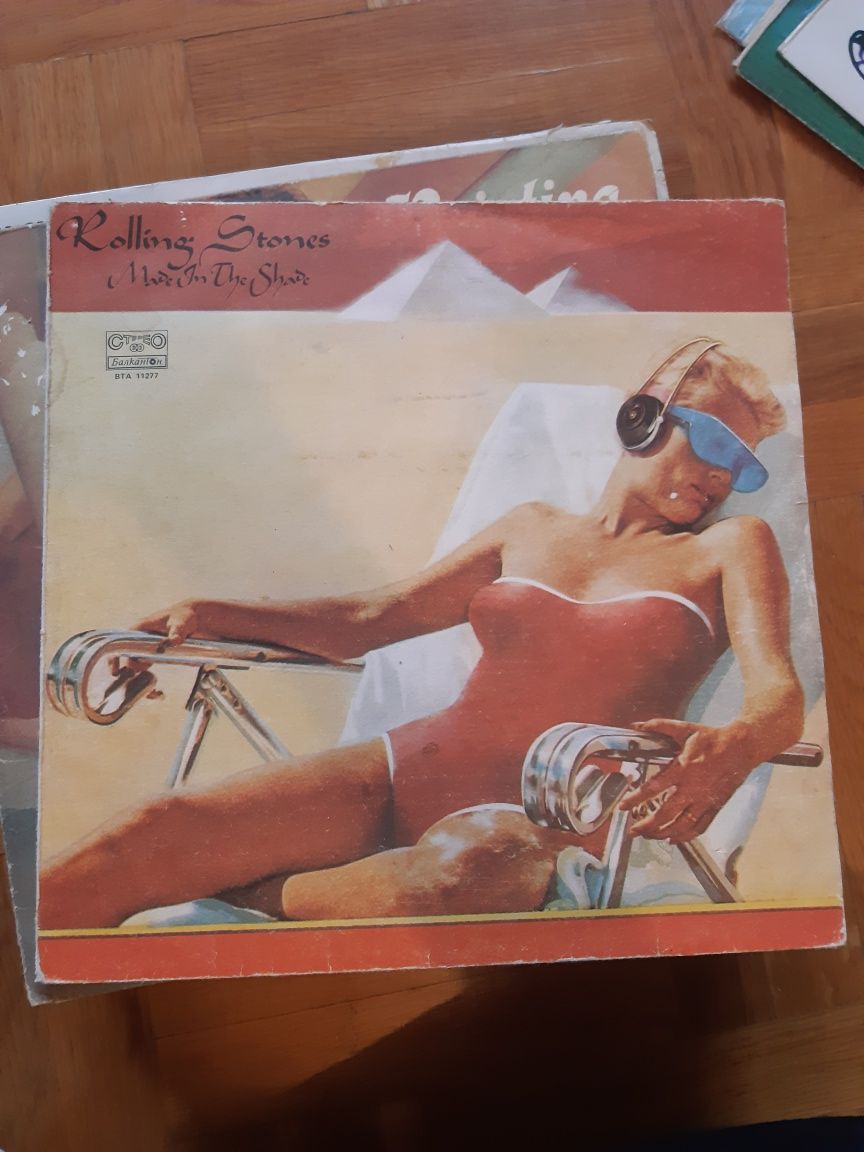 Rolling Stones
Made In The Shade
СТЕРЕО
Балкантон
ВТА 11277